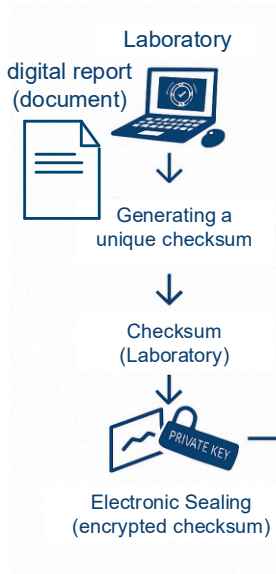 Laboratory
digital report
(document)
Generating a
unique checksum
Checksum
(Laboratory)
PRIVATE KEY
Electronic Sealing
(encrypted checksum)